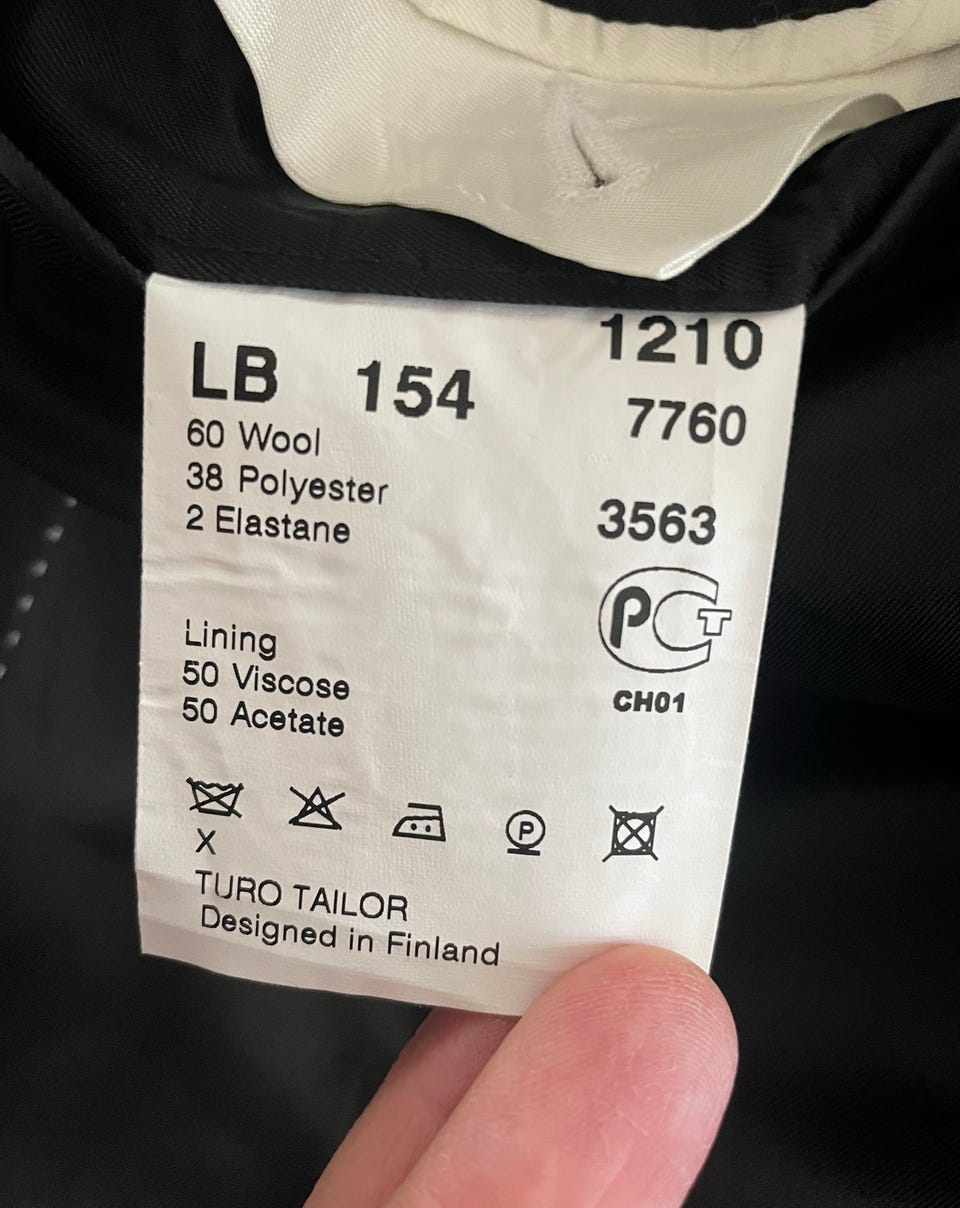 1210
LB 154
7760
60 Wool
38 Polyester
2 Elastane
3563
PCT
CH01
Lining
50 Viscose
50 Acetate
P
X
TURO TAILOR
Designed in Finland